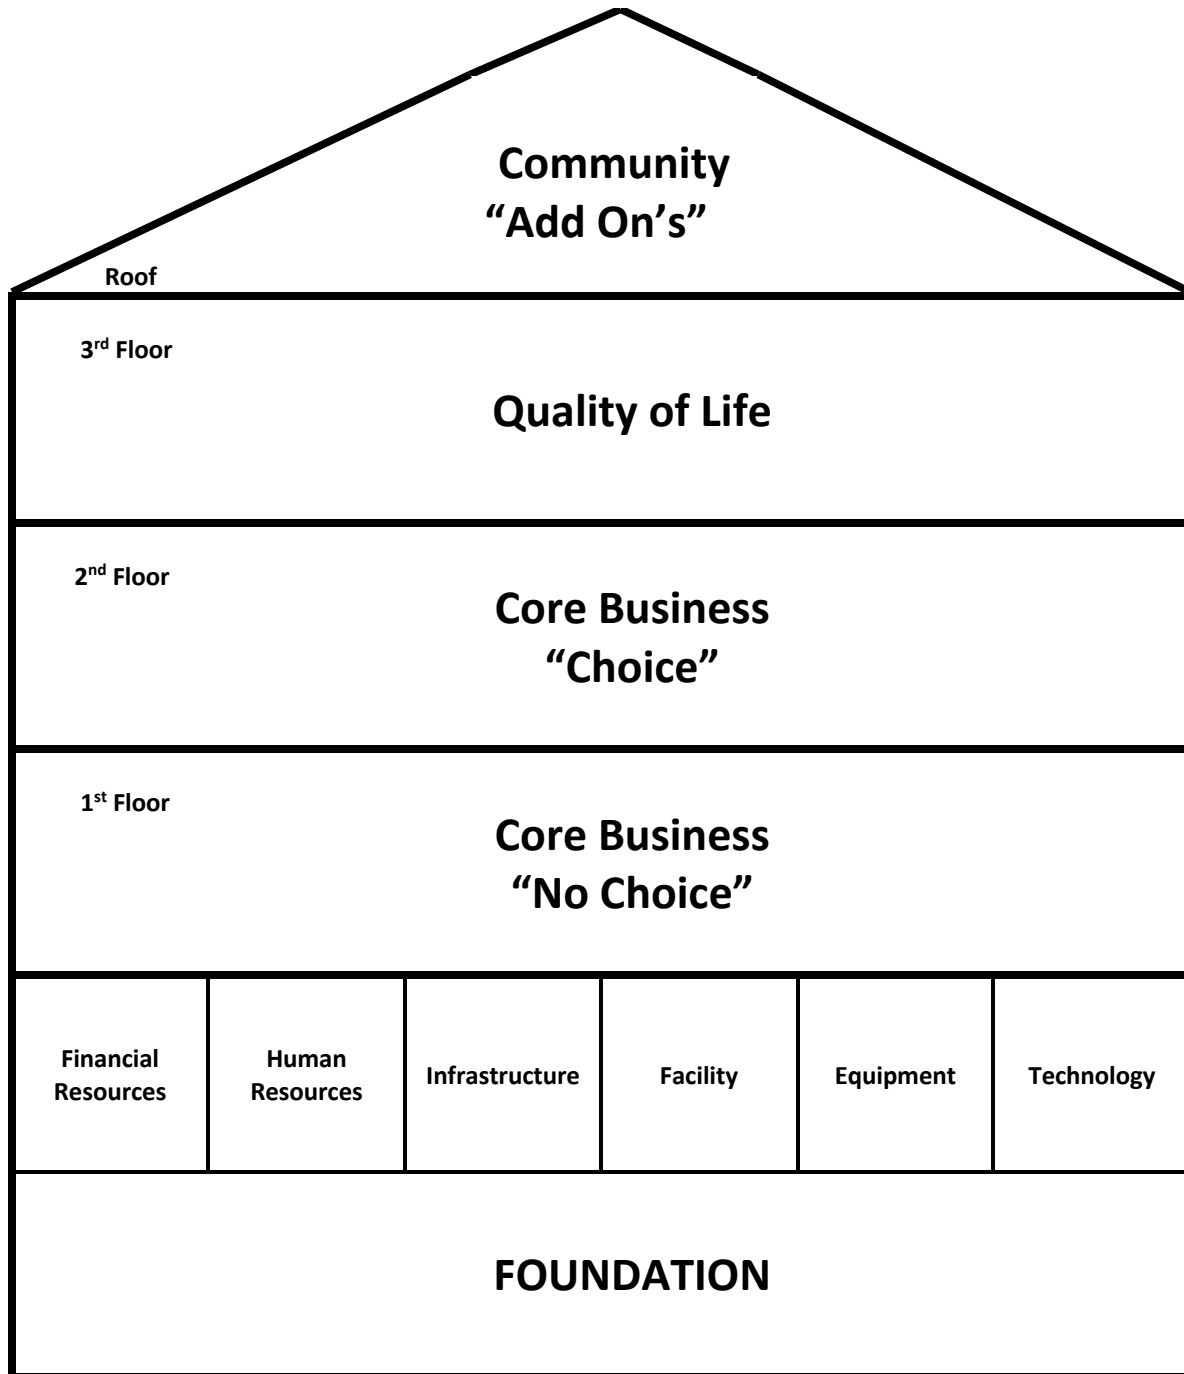 Community
“Add On’s”
Roof
3rd Floor
Quality of Life
2nd Floor
Core Business
“Choice”
1st Floor
Core Business
“No Choice”
Financial
Resources
Human
Resources
Infrastructure
Facility
Equipment
Technology
FOUNDATION